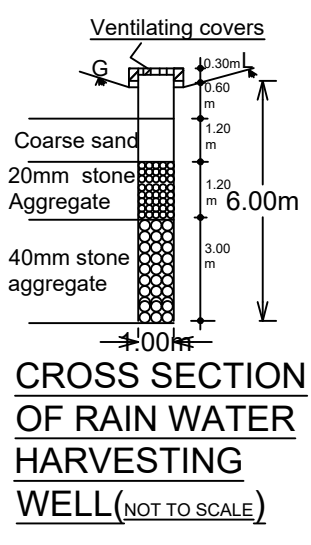 Ventilating covers
G
L
0.30m
0.60
m
Coarse sand
1.20
m
20mm stone
Aggregate
1.20
m
6.00m
40mm stone
aggregate
3.00
m
1.00m
CROSS SECTION
OF RAIN WATER
HARVESTING
WELL(NOT TO SCALE)